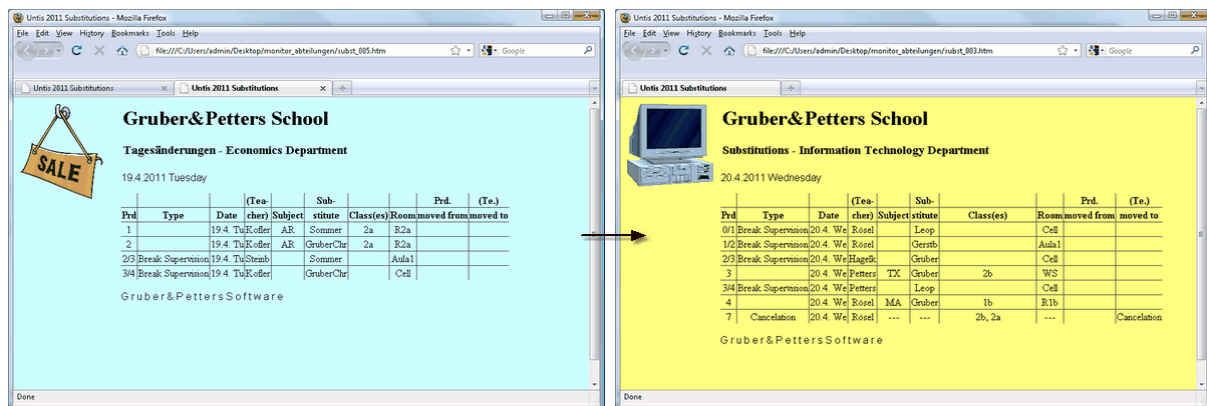 Untis 2011 Substitutions - Mozilla Firefox
File Edit View History Bookmarks Tools Help
file:///C:/Users/admin/Desktop/monitor_abteilungen/subst_005.htm
Google
Untis 2011 Substitutions
Untis 2011 Substitutions
SALE
Gruber&Petters School
Tagesänderungen - Economics Department
19.4.2011 Tuesday
(Tea- Sub- Prd. (Te.)
Prd Type Date cher) Subject stitute Class(es) Room moved from moved to
1 19.4. Tu Kofler AR Sommer 2a R2a
2 19.4. Tu Kofler AR GruberChr 2a R2a
2/3 Break Supervision 19.4. Tu Steinb Sommer Aula1
3/4 Break Supervision 19.4. Tu Kofler GruberChr Cell
Gruber&PettersSoftware
Done
Untis 2011 Substitutions - Mozilla Firefox
File Edit View History Bookmarks Tools Help
file:///C:/Users/admin/Desktop/monitor_abteilungen/subst_003.htm
Google
Untis 2011 Substitutions
Gruber&Petters School
Substitutions - Information Technology Department
20.4.2011 Wednesday
(Tea- Sub- Prd. (Te.)
Prd Type Date cher) Subject stitute Class(es) Room moved from moved to
0/1 Break Supervision 20.4. We Rösel Leop Cell
1/2 Break Supervision 20.4. We Rösel Gerstb Aula1
2/3 Break Supervision 20.4. We Hagelk Gruber Cell
3 20.4. We Petters TX Gruber 2b WS
3/4 Break Supervision 20.4. We Petters Leop Cell
4 20.4. We Rösel MA Gruber 1b R1b
7 Cancelation 20.4. We Rösel --- --- 2b, 2a --- Cancelation
Gruber&PettersSoftware
Done